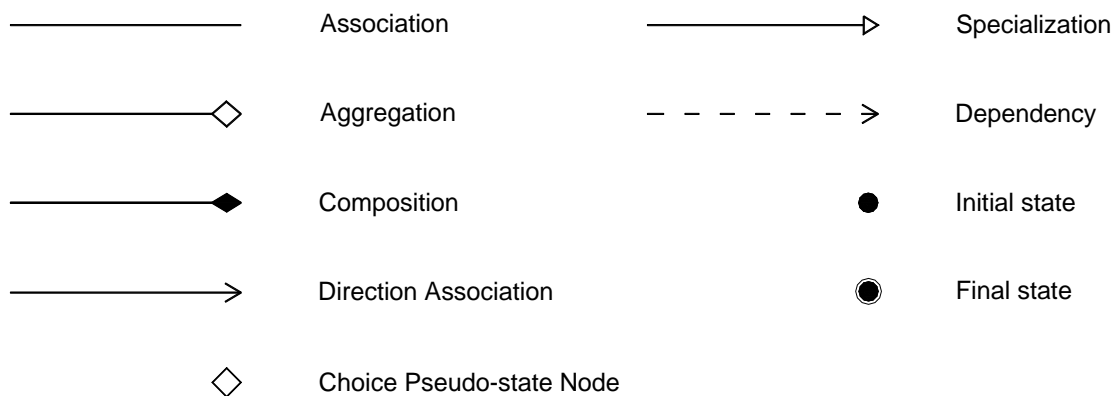 Association
Specialization
Aggregation
Dependency
Composition
Initial state
Direction Association
Final state
Choice Pseudo-state Node